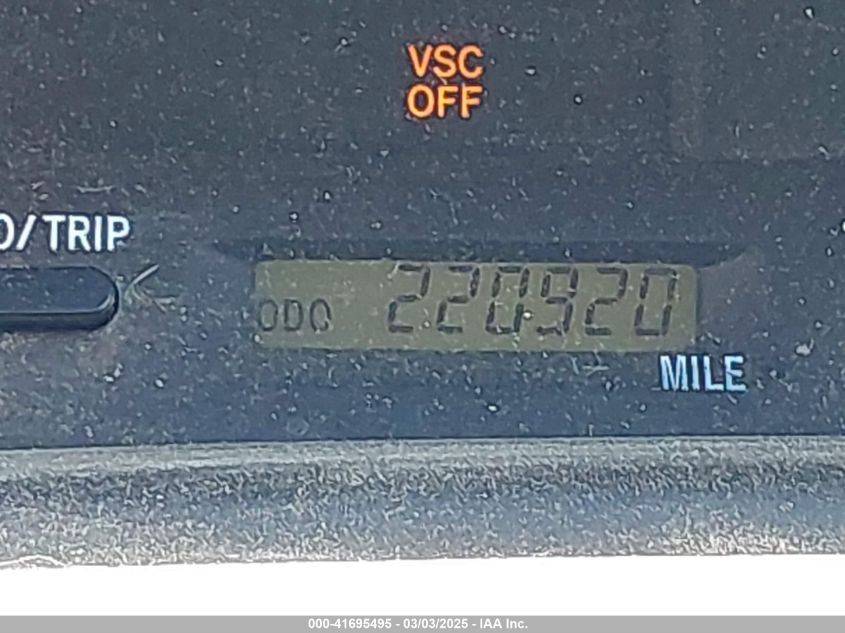 VSC
OFF
O/TRIP
ODO 220920
MILE
000-41695495 - 03/03/2025 - IAA Inc.